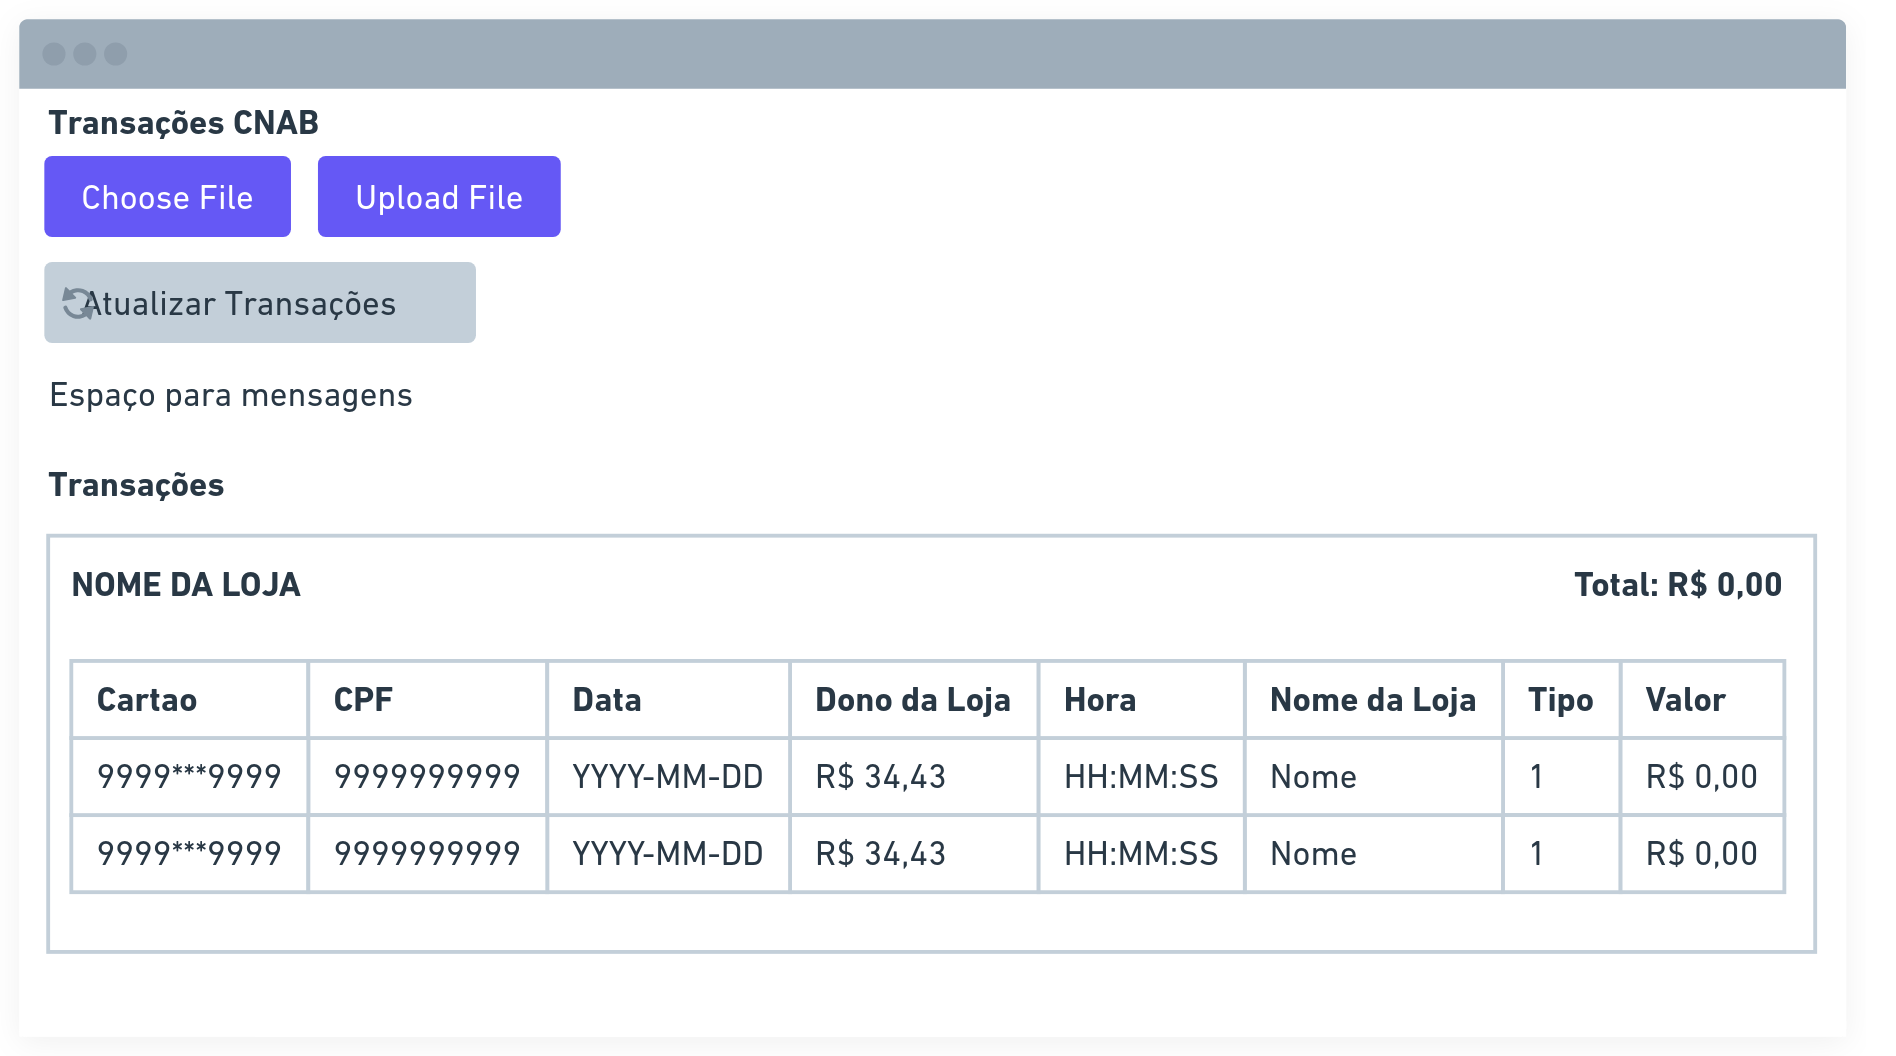 Transações CNAB
Choose File Upload File
Atualizar Transações
Espaço para mensagens
Transações
NOME DA LOJA Total: R$ 0,00
Cartao CPF Data Dono da Loja Hora Nome da Loja Tipo Valor
9999***9999 9999999999 YYYY-MM-DD R$ 34,43 HH:MM:SS Nome 1 R$ 0,00
9999***9999 9999999999 YYYY-MM-DD R$ 34,43 HH:MM:SS Nome 1 R$ 0,00